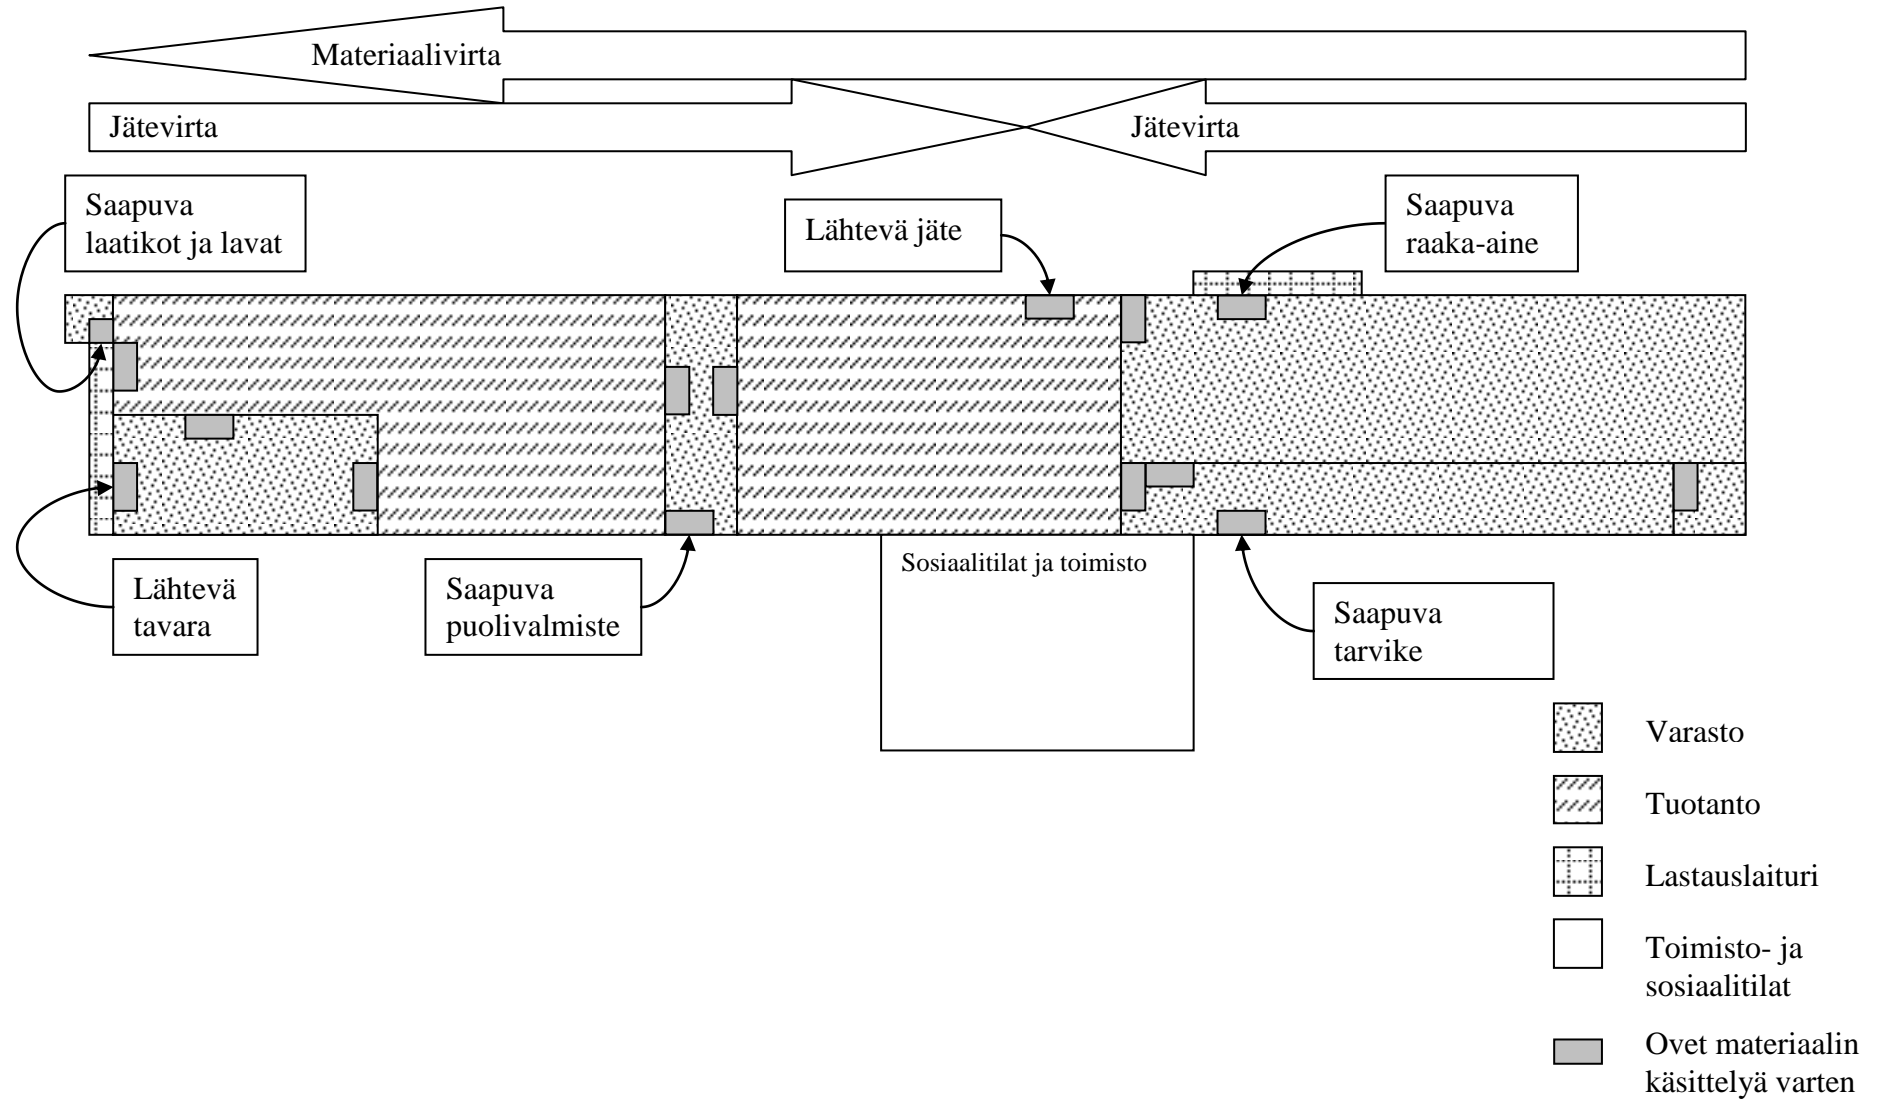 Materiaalivirta
Jätevirta
Jätevirta
Saapuva
laatikot ja lavat
Lähtevä jäte
Saapuva
raaka-aine
Lähtevä
tavara
Saapuva
puolivalmiste
Sosiaalitilat ja toimisto
Saapuva
tarvike
Varasto
Tuotanto
Lastauslaituri
Toimisto- ja
sosiaalitilat
Ovet materiaalin
käsittelyä varten